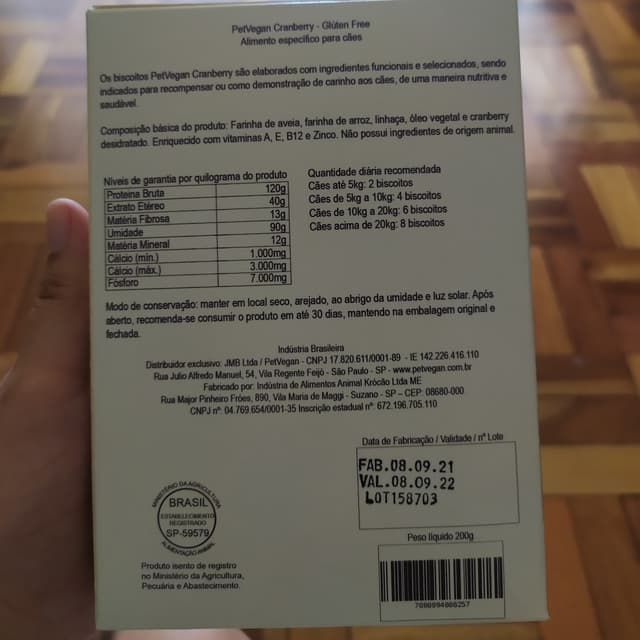 PetVegan Cranberry - Glúten Free
Alimento específico para cães
Os biscoitos PetVegan Cranberry são elaborados com ingredientes funcionais e selecionados, sendo
indicados para recompensar ou como demonstração de carinho aos cães, de uma maneira nutritiva e
saudável.
Composição básica do produto: Farinha de aveia, farinha de arroz, linhaça, óleo vegetal e cranberry
desidratado. Enriquecido com vitaminas A, E, B12 e Zinco. Não possui ingredientes de origem animal.
Níveis de garantia por quilograma do produto
Proteína Bruta 120g
Extrato Etéreo 40g
Matéria Fibrosa 13g
Umidade 90g
Matéria Mineral 12g
Cálcio (mín.) 1.000mg
Cálcio (máx.) 3.000mg
Fósforo 7.000mg
Quantidade diária recomendada
Cães até 5kg: 2 biscoitos
Cães de 5kg a 10kg: 4 biscoitos
Cães de 10kg a 20kg: 6 biscoitos
Cães acima de 20kg: 8 biscoitos
Modo de conservação: manter em local seco, arejado, ao abrigo da umidade e luz solar. Após
aberto, recomenda-se consumir o produto em até 30 dias, mantendo na embalagem original e
fechada.
Indústria Brasileira
Distribuidor exclusivo: JMB Ltda / PetVegan - CNPJ 17.820.611/0001-89 - IE 142.226.416.110
Rua Julio Alfredo Manuel, 54, Vila Regente Feijó - São Paulo - SP - www.petvegan.com.br
Fabricado por: Indústria de Alimentos Animal Krócão Ltda ME
Rua Major Pinheiro Fróes, 890, Vila Maria de Maggi - Suzano - SP – CEP: 08680-000
CNPJ nº: 04.769.654/0001-35 Inscrição estadual nº: 672.196.705.110
Data de Fabricação / Validade / nº Lote
FAB.08.09.21
VAL.08.09.22
LOT158703
MINISTÉRIO DA AGRICULTURA
BRASIL
ESTABELECIMENTO
REGISTRADO
SP-59579
ALIMENTAÇÃO ANIMAL
Produto isento de registro
no Ministério da Agricultura,
Pecuária e Abastecimento.
Peso líquido 200g